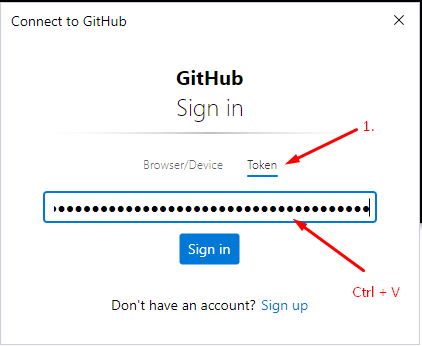 Connect to GitHub
GitHub
Sign in
1.
Browser/Device Token
Sign in
Ctrl + V
Don't have an account? Sign up